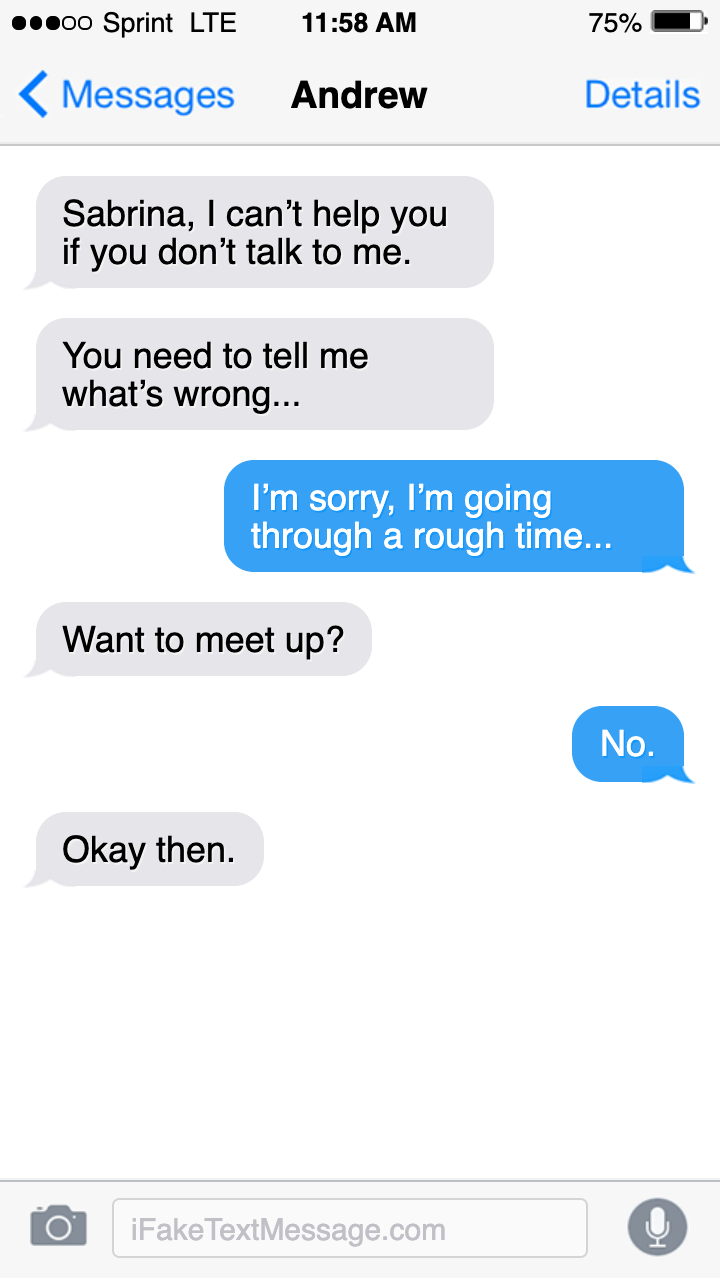 Sprint LTE 11:58 AM 75%
Messages Andrew Details
Sabrina, I can’t help you
if you don’t talk to me.
You need to tell me
what’s wrong...
I’m sorry, I’m going
through a rough time...
Want to meet up?
No.
Okay then.
iFakeTextMessage.com